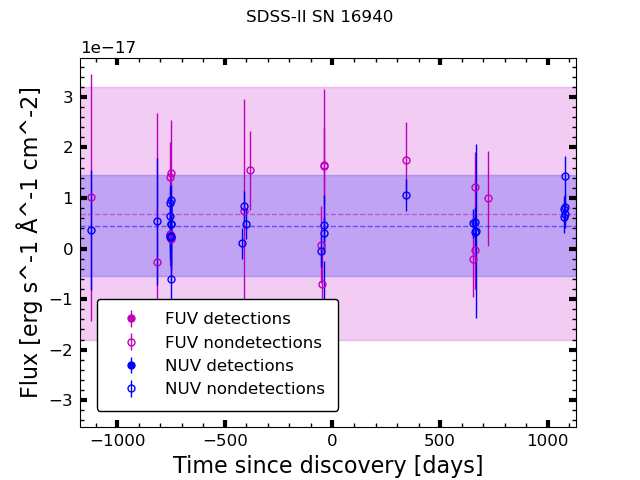 SDSS-II SN 16940
1e−17
3
2
1
0
−1
−2
−3
Flux [erg s^-1 Å^-1 cm^-2]
FUV detections
FUV nondetections
NUV detections
NUV nondetections
−1000 −500 0 500 1000
Time since discovery [days]